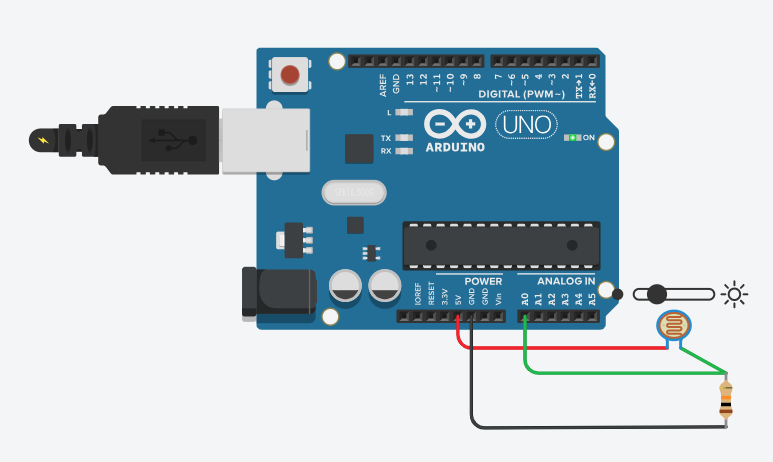 AREF
GND
13
12
~11
~10
~9
8
7
~6
~5
4
~3
2
TX→1
RX←0
DIGITAL (PWM~)
L
TX
RX
UNO
ON
ARDUINO
POWER
ANALOG IN
IOREF
RESET
3.3V
5V
GND
GND
Vin
A0
A1
A2
A3
A4
A5